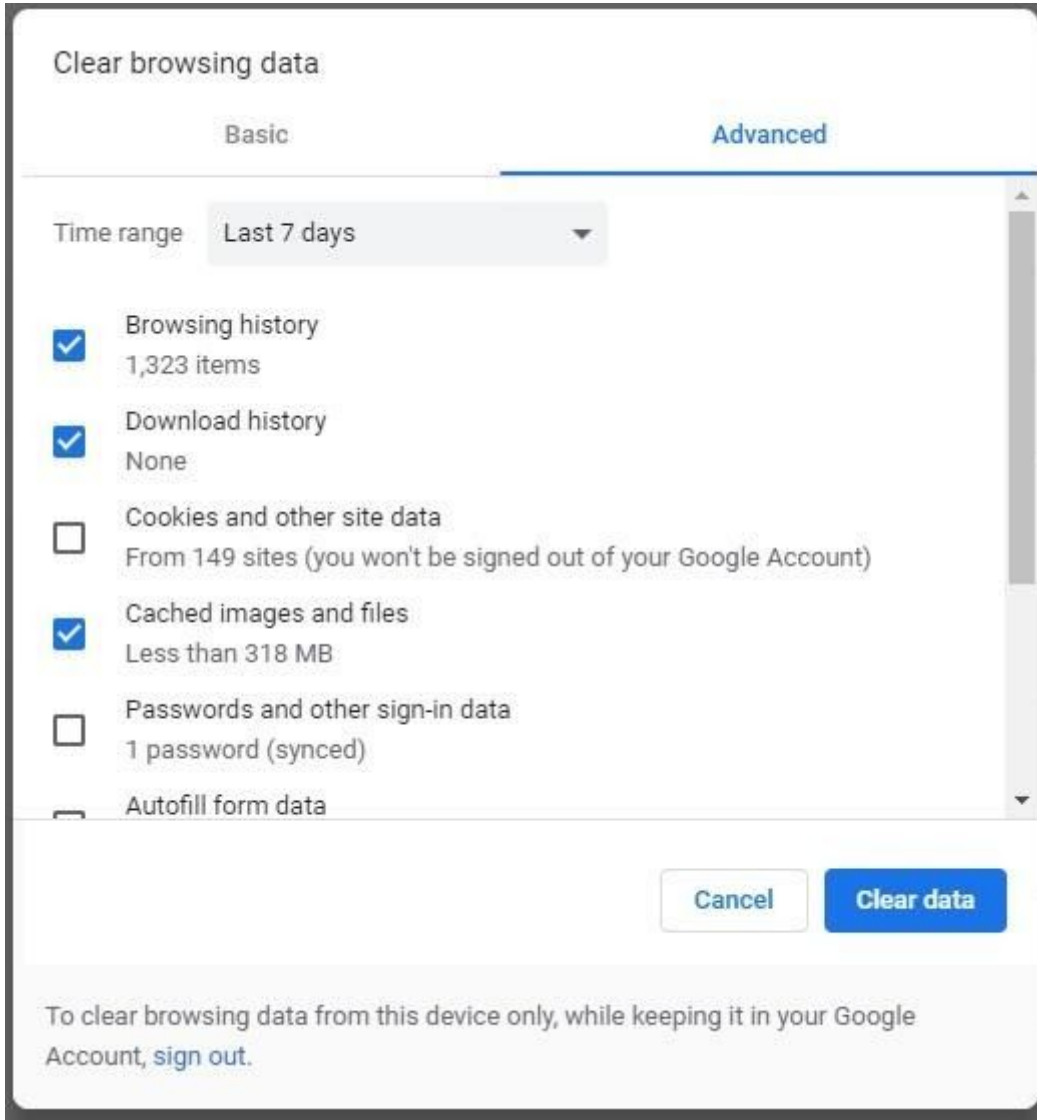 Clear browsing data
Basic
Advanced
Time range
Last 7 days
Browsing history
1,323 items
Download history
None
Cookies and other site data
From 149 sites (you won't be signed out of your Google Account)
Cached images and files
Less than 318 MB
Passwords and other sign-in data
1 password (synced)
Autofill form data
Cancel
Clear data
To clear browsing data from this device only, while keeping it in your Google
Account, sign out.